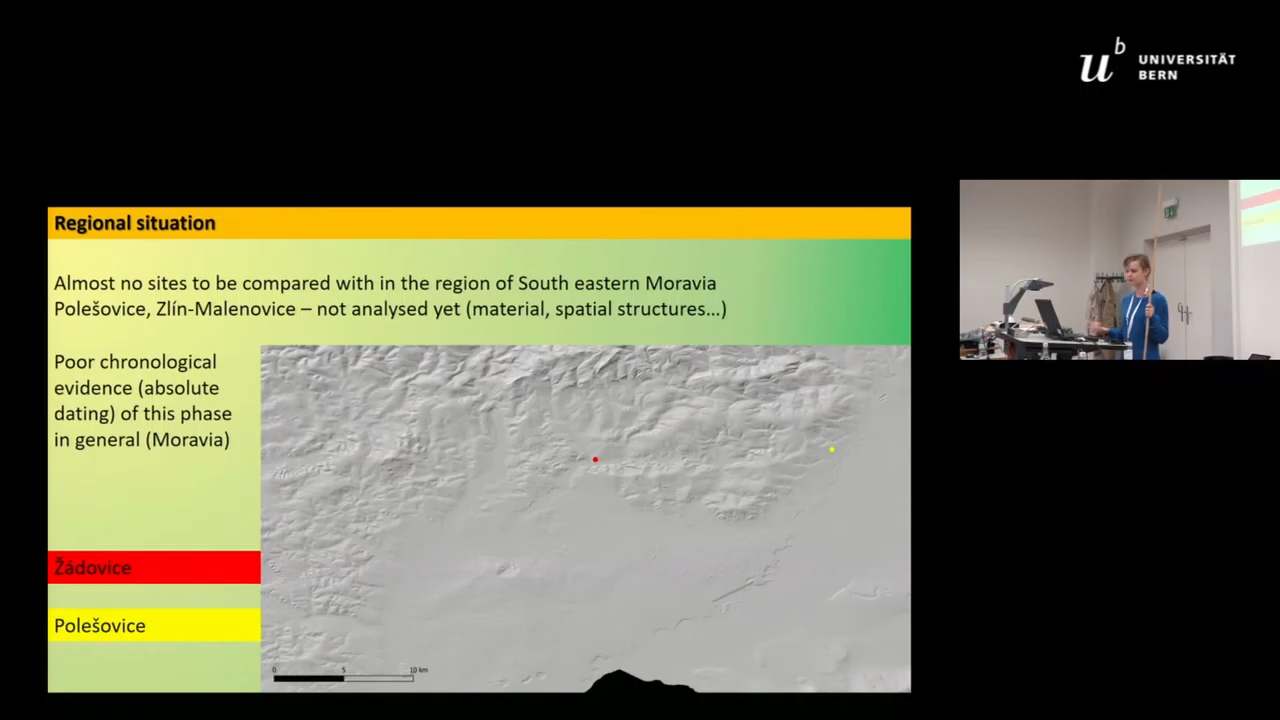 u^b
UNIVERSITÄT
BERN
Regional situation
Almost no sites to be compared with in the region of South eastern Moravia
Polešovice, Zlín-Malenovice – not analysed yet (material, spatial structures…)
Poor chronological
evidence (absolute
dating) of this phase
in general (Moravia)
Žádovice
Polešovice
0 5 10 km